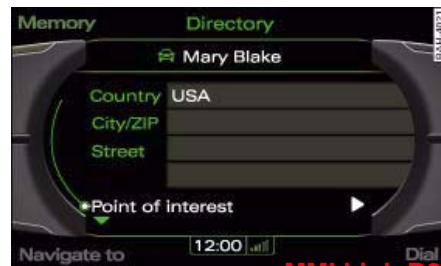 Memory Directory
Mary Blake
Country USA
City/ZIP
Street
Point of interest
Navigate to 12:00 Dial